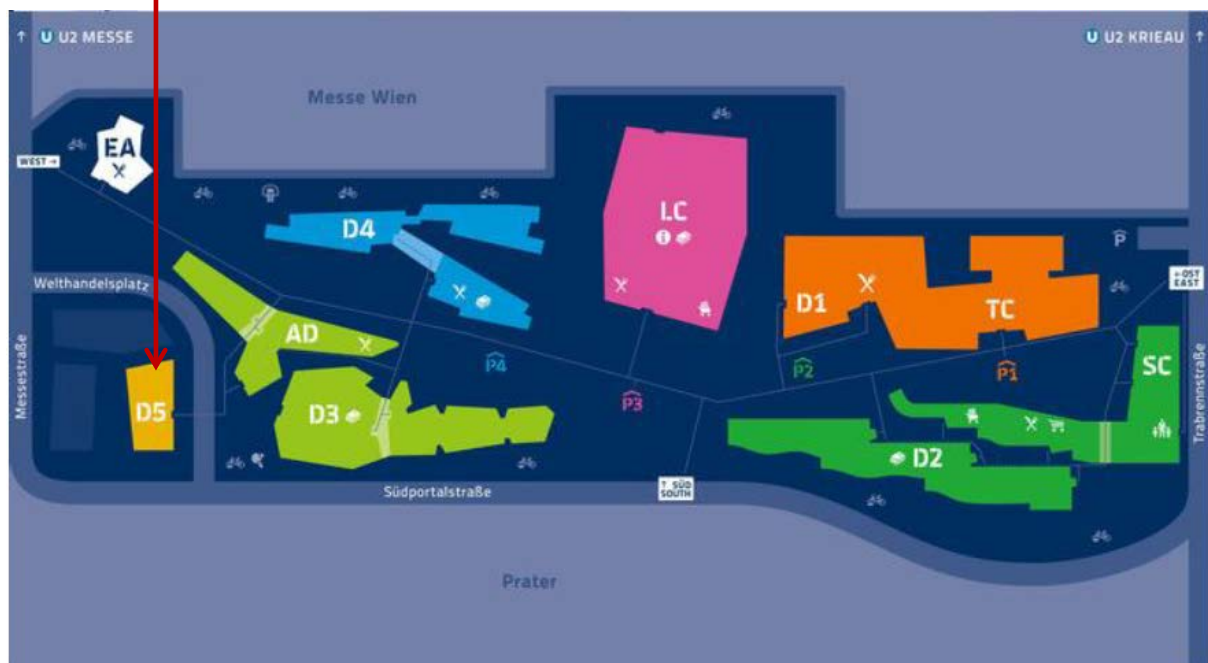 ↑ U U2 MESSE
U U2 KRIEAU ↑
Messe Wien
EA
WEST →
LC
D4
P
←OST
EAST
Welthandelsplatz
D1
TC
AD
P4
P2
P1
SC
Messestraße
Trabrennstraße
D5
D3
P3
D2
Südportalstraße
↑ SÜD
SOUTH
Prater